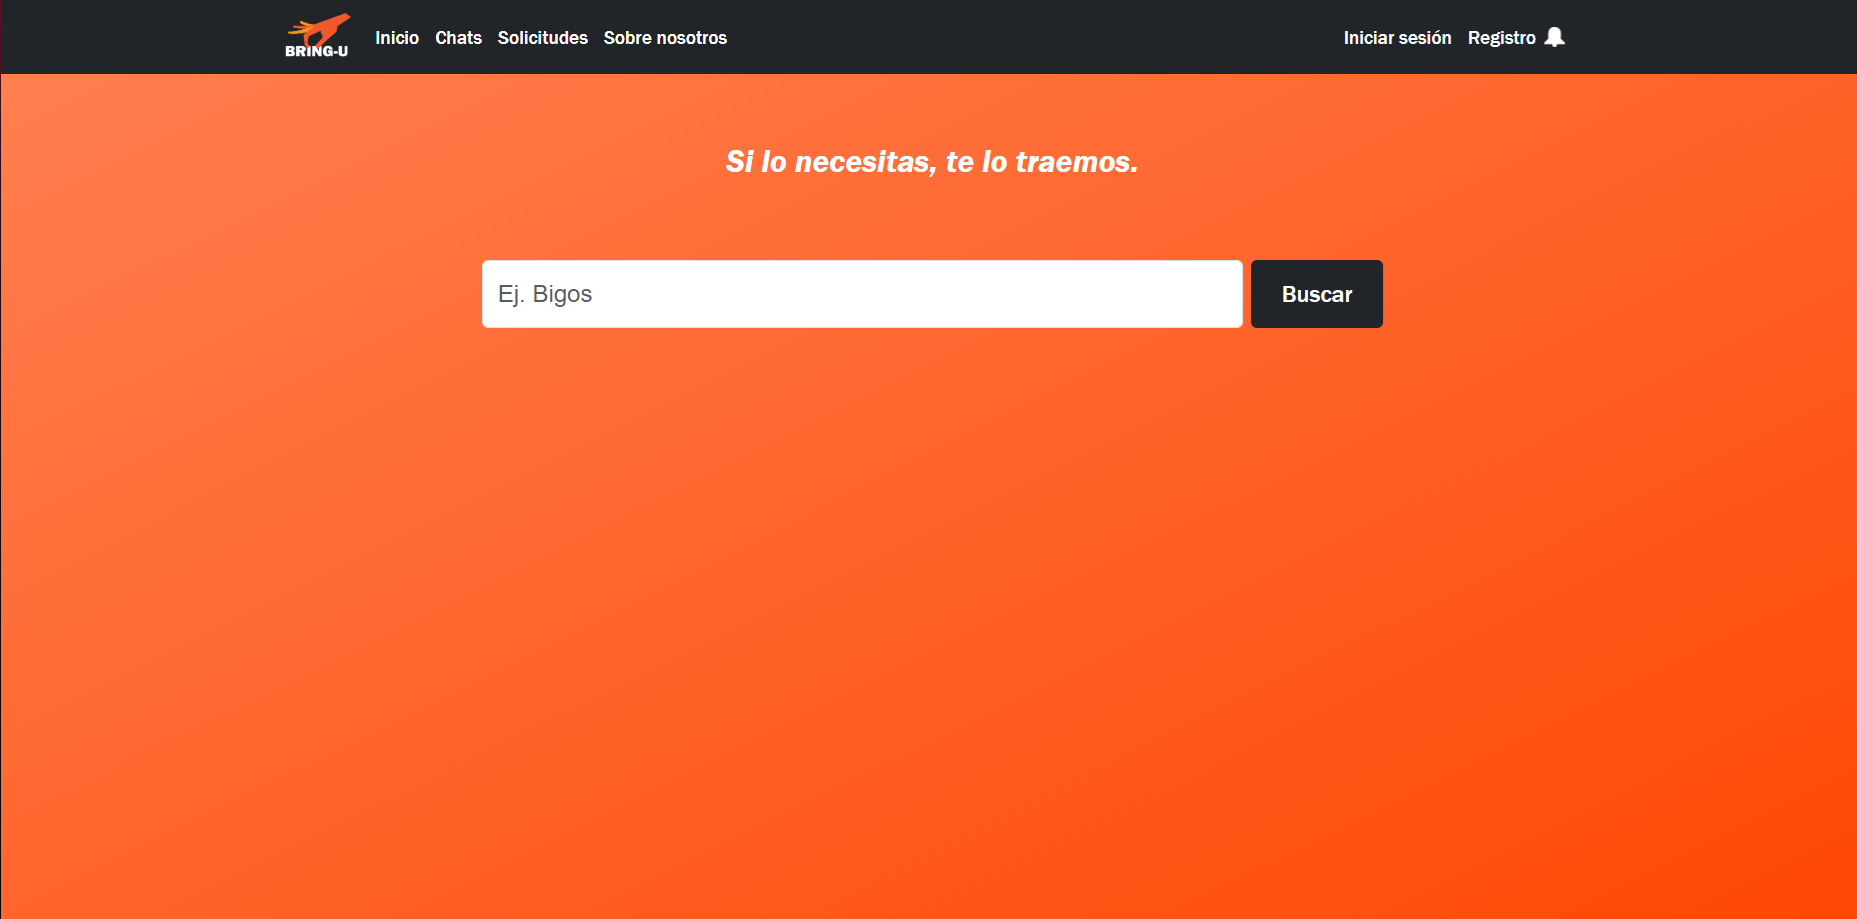 BRING-U
Inicio Chats Solicitudes Sobre nosotros Iniciar sesión Registro
Si lo necesitas, te lo traemos.
Ej. Bigos Buscar